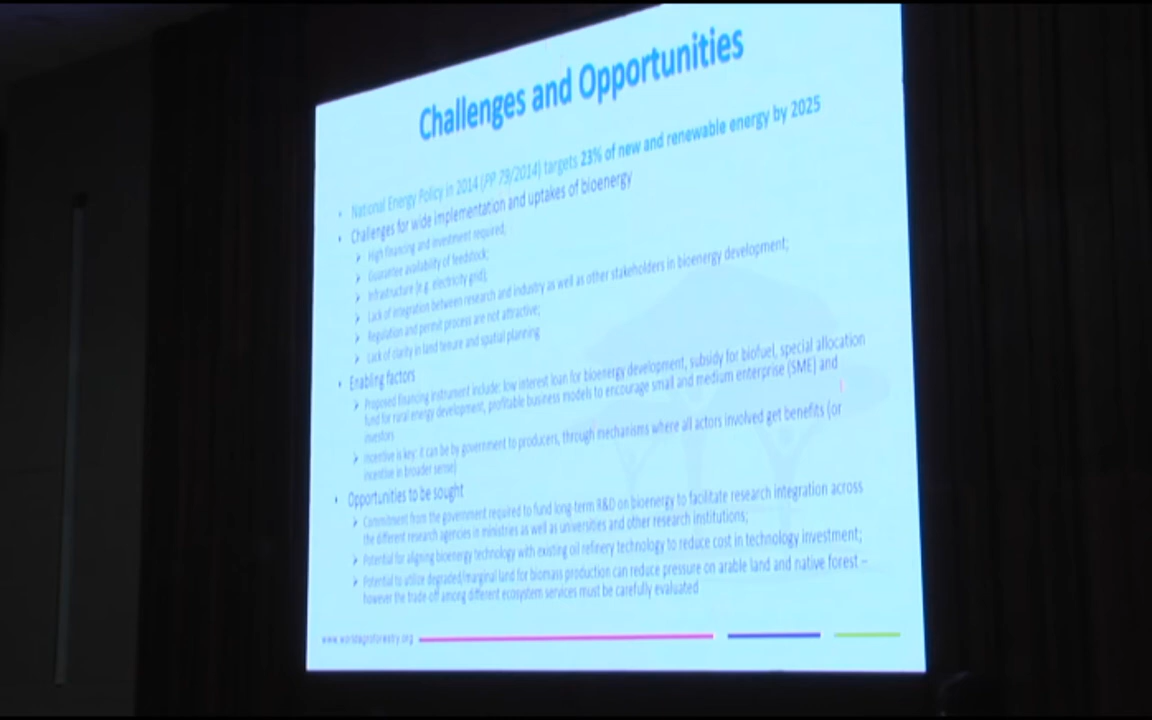 Challenges and Opportunities
• National Energy Policy in 2014 (PP 79/2014) targets 23% of new and renewable energy by 2025
• Challenges for wide implementation and uptakes of bioenergy
➢ High financing and investment required,
➢ Guarantee availability of feedstock;
➢ Infrastructure (e.g. electricity grid);
➢ Lack of integration between research and industry as well as other stakeholders in bioenergy development;
➢ Regulation and permit process are not attractive;
➢ Lack of clarity in land tenure and spatial planning
• Enabling factors
➢ Proposed financing instrument include: low interest loan for bioenergy development, subsidy for biofuel, special allocation
fund for rural energy development, profitable business models to encourage small and medium enterprise (SME) and
investors
➢ Incentive is key: it can be by government to producers, through mechanisms where all actors involved get benefits (or
incentive in broader sense)
• Opportunities to be sought
➢ Commitment from the government required to fund long-term R&D on bioenergy to facilitate research integration across
the different research agencies in ministries as well as universities and other research institutions;
➢ Potential for aligning bioenergy technology with existing oil refinery technology to reduce cost in technology investment;
➢ Potential to utilize degraded/marginal land for biomass production can reduce pressure on arable land and native forest –
however the trade-off among different ecosystem services must be carefully evaluated
www.worldagroforestry.org